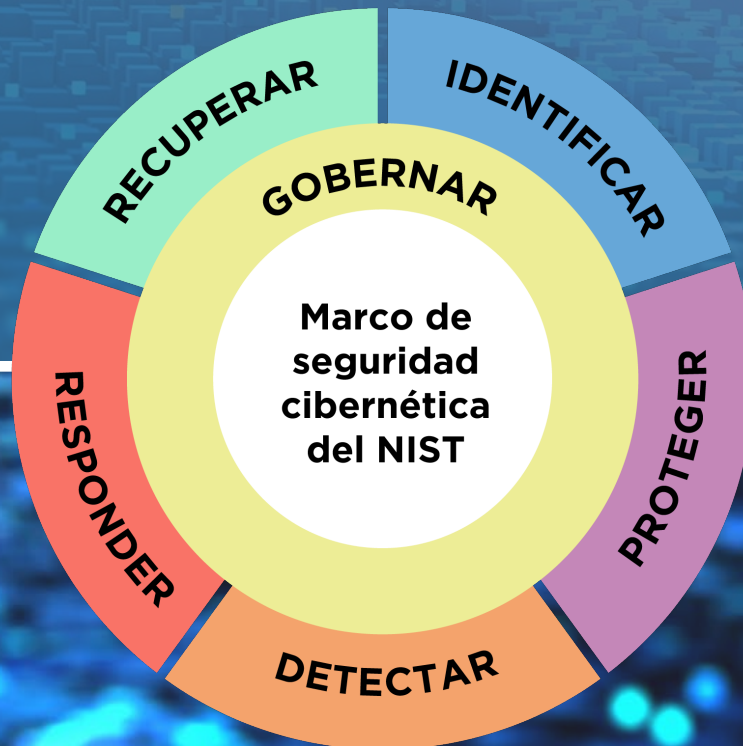 RECUPERAR
IDENTIFICAR
GOBERNAR
Marco de
seguridad
cibernética
del NIST
RESPONDER
PROTEGER
DETECTAR